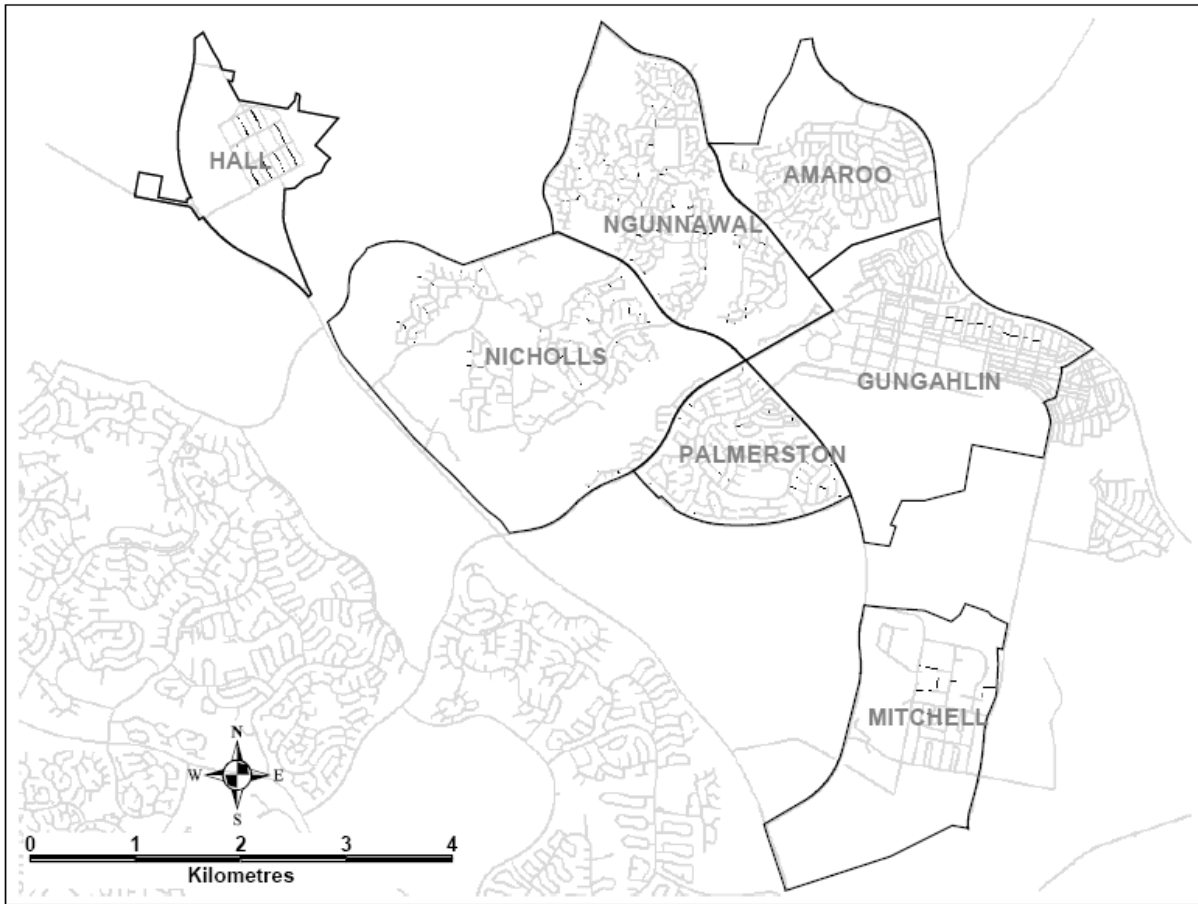 HALL
AMAROO
NGUNNAWAL
NICHOLLS
GUNGAHLIN
PALMERSTON
MITCHELL
N
W E
S
0 1 2 3 4
Kilometres